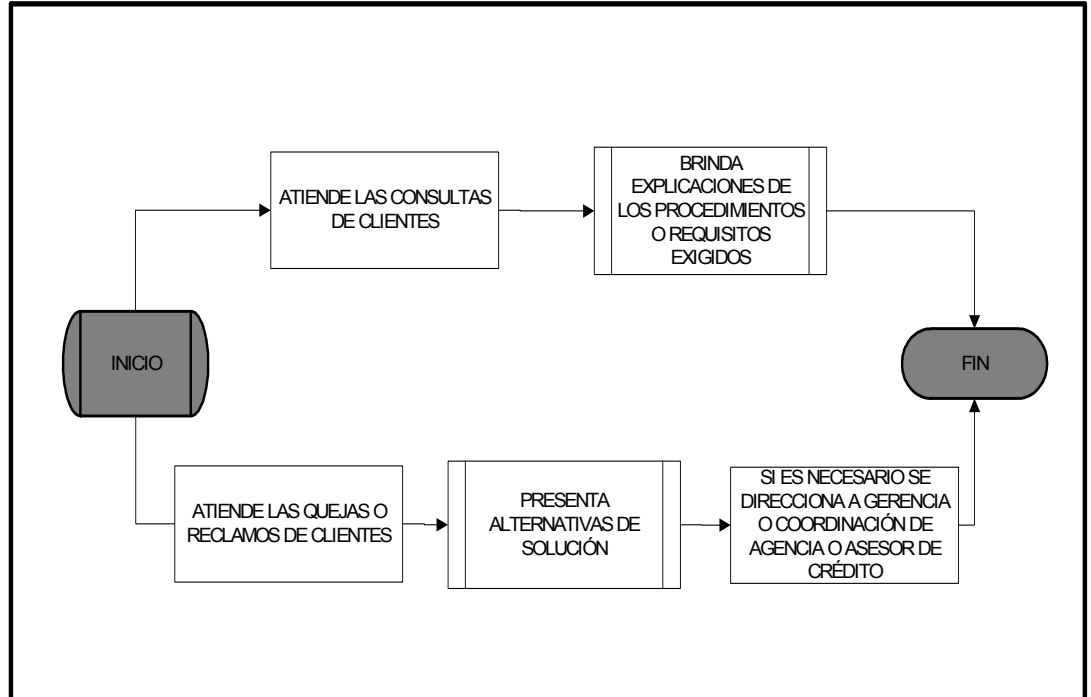 ATIENDE LAS CONSULTAS
DE CLIENTES
BRINDA
EXPLICACIONES DE
LOS PROCEDIMIENTOS
O REQUISITOS
EXIGIDOS
INICIO
FIN
ATIENDE LAS QUEJAS O
RECLAMOS DE CLIENTES
PRESENTA
ALTERNATIVAS DE
SOLUCIÓN
SI ES NECESARIO SE
DIRECCIONA A GERENCIA
O COORDINACIÓN DE
AGENCIA O ASESOR DE
CRÉDITO